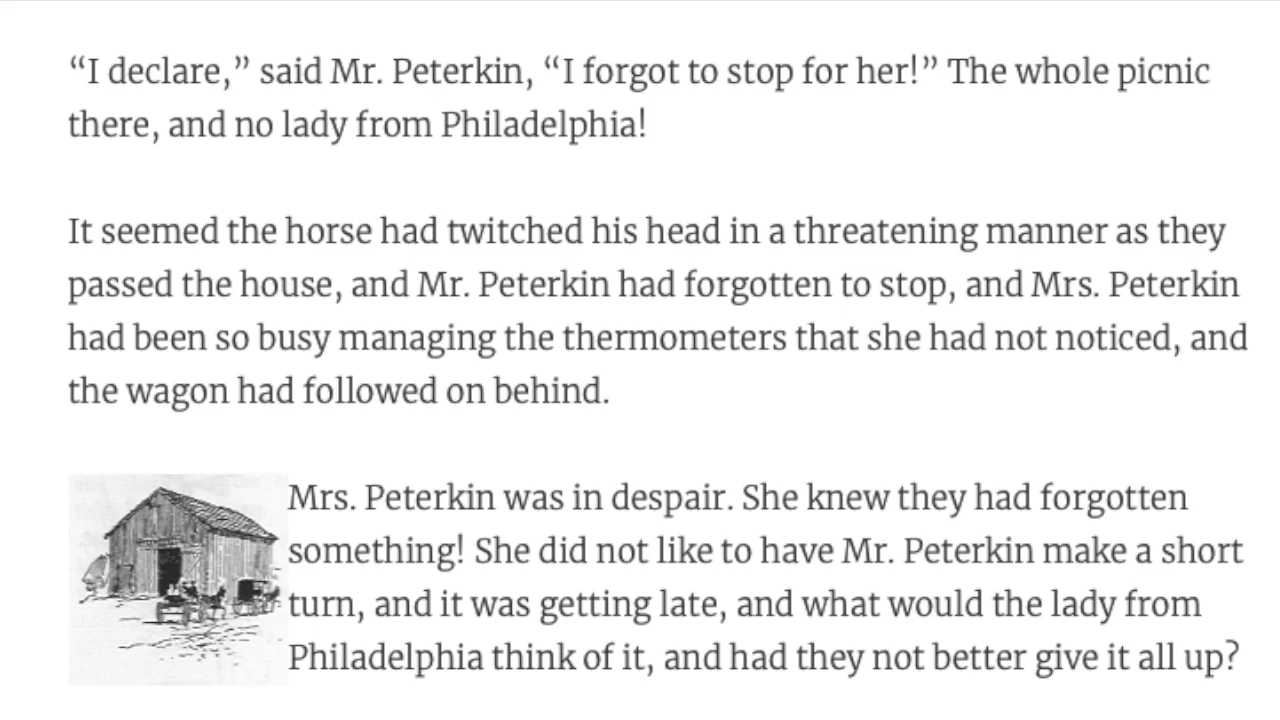 “I declare,” said Mr. Peterkin, “I forgot to stop for her!” The whole picnic
there, and no lady from Philadelphia!
It seemed the horse had twitched his head in a threatening manner as they
passed the house, and Mr. Peterkin had forgotten to stop, and Mrs. Peterkin
had been so busy managing the thermometers that she had not noticed, and
the wagon had followed on behind.
Mrs. Peterkin was in despair. She knew they had forgotten
something! She did not like to have Mr. Peterkin make a short
turn, and it was getting late, and what would the lady from
Philadelphia think of it, and had they not better give it all up?